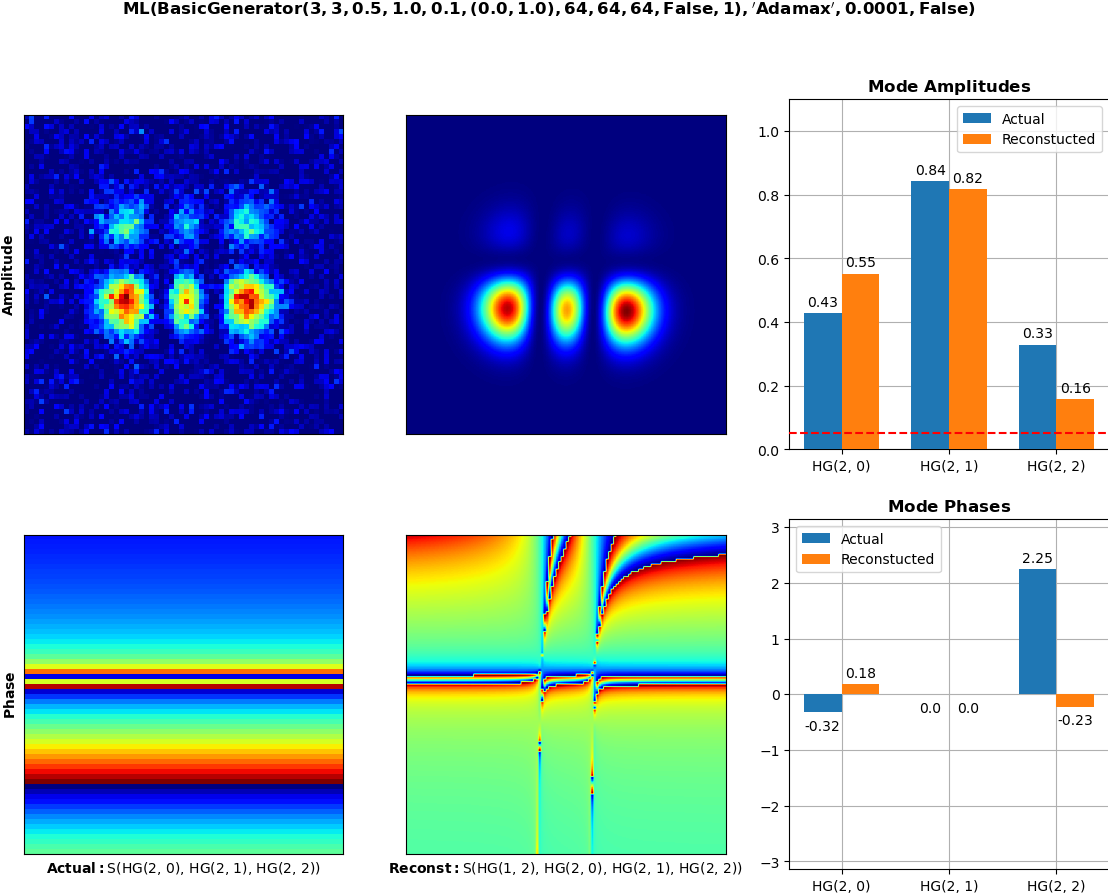 ML(BasicGenerator(3, 3, 0.5, 1.0, 0.1, (0.0, 1.0), 64, 64, 64, False, 1), ′Adamax′, 0.0001, False)
Amplitude
Mode Amplitudes
Actual
Reconstucted
1.0
0.8
0.6
0.4
0.2
0.0
0.43
0.55
0.84
0.82
0.33
0.16
HG(2, 0)
HG(2, 1)
HG(2, 2)
Phase
Actual: S(HG(2, 0), HG(2, 1), HG(2, 2))
Reconst: S(HG(1, 2), HG(2, 0), HG(2, 1), HG(2, 2))
Mode Phases
Actual
Reconstucted
3
2
1
0
−1
−2
−3
-0.32
0.18
0.0
0.0
2.25
-0.23
HG(2, 0)
HG(2, 1)
HG(2, 2)